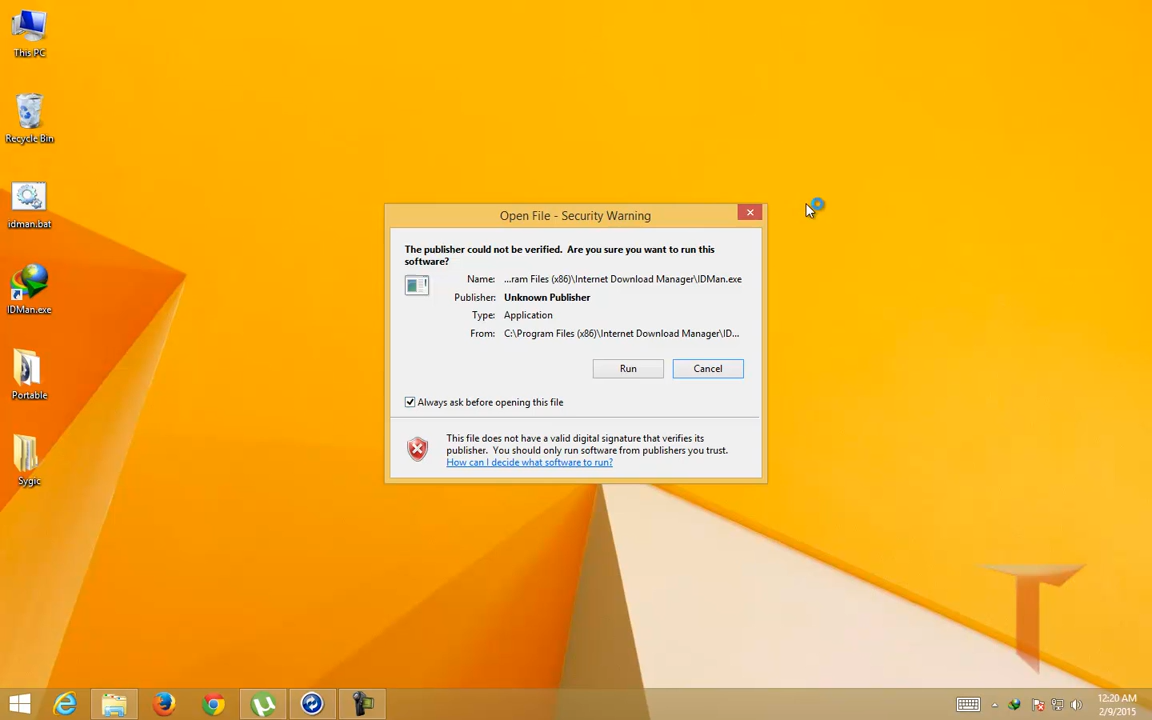 This PC
Recycle Bin
idman.bat
IDMan.exe
Portable
Sygic
Open File - Security Warning
The publisher could not be verified. Are you sure you want to run this
software?
Name: ...ram Files (x86)\Internet Download Manager\IDMan.exe
Publisher: Unknown Publisher
Type: Application
From: C:\Program Files (x86)\Internet Download Manager\ID...
Run Cancel
Always ask before opening this file
This file does not have a valid digital signature that verifies its
publisher. You should only run software from publishers you trust.
How can I decide what software to run?
T
12:20 AM
2/9/2015